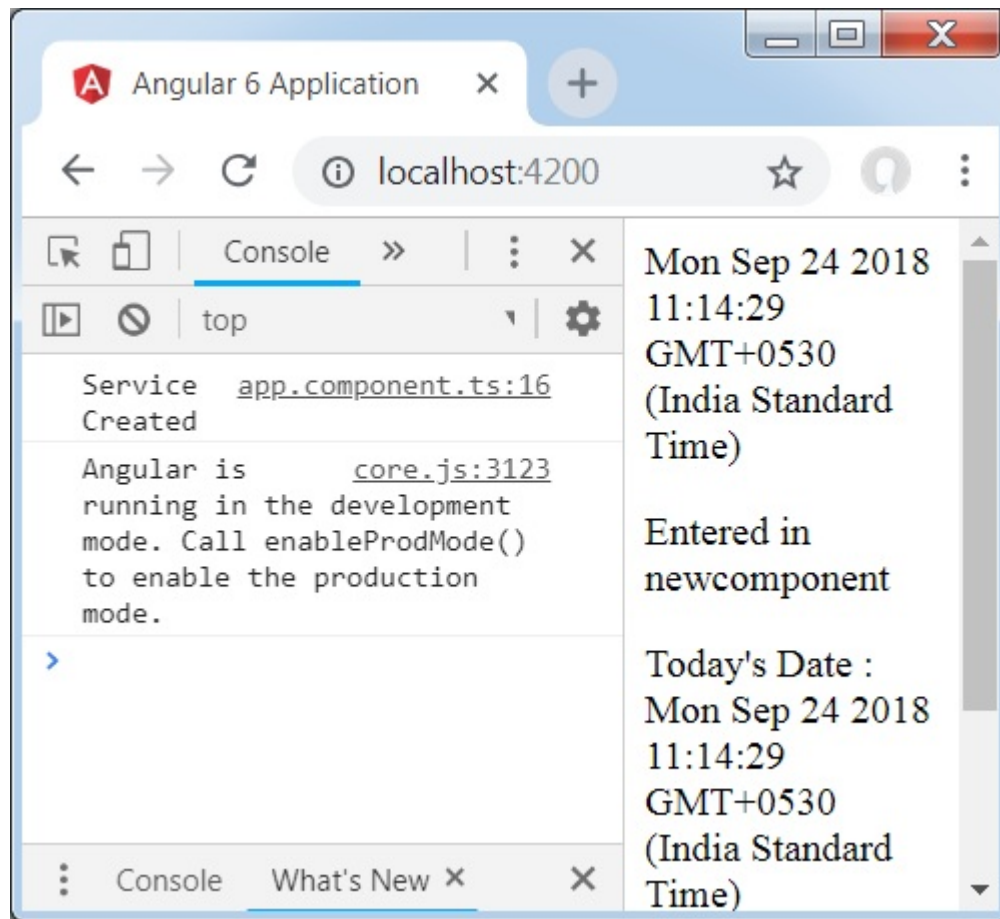 Angular 6 Application
localhost:4200
Console
top
Service app.component.ts:16
Created
Angular is core.js:3123
running in the development
mode. Call enableProdMode()
to enable the production
mode.
Console What's New
Mon Sep 24 2018
11:14:29
GMT+0530
(India Standard
Time)
Entered in
newcomponent
Today's Date :
Mon Sep 24 2018
11:14:29
GMT+0530
(India Standard
Time)